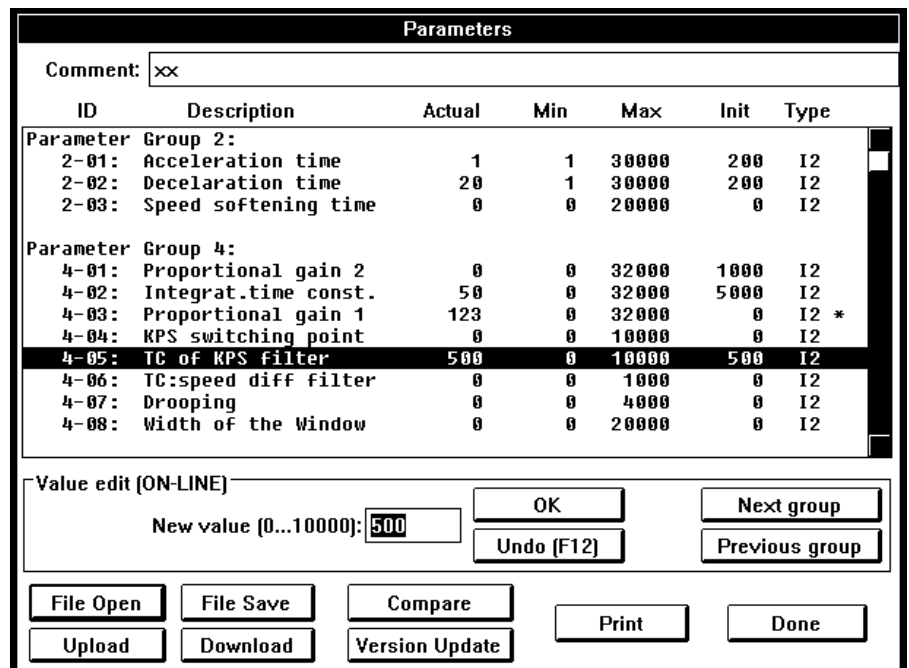 Parameters
Comment: xx
ID Description Actual Min Max Init Type
Parameter Group 2:
2-01: Acceleration time 1 1 30000 200 I2
2-02: Decelaration time 20 1 30000 200 I2
2-03: Speed softening time 0 0 20000 0 I2
Parameter Group 4:
4-01: Proportional gain 2 0 0 32000 1000 I2
4-02: Integrat.time const. 50 0 32000 5000 I2
4-03: Proportional gain 1 123 0 32000 0 I2 *
4-04: KPS switching point 0 0 10000 0 I2
4-05: TC of KPS filter 500 0 10000 500 I2
4-06: TC:speed diff filter 0 0 1000 0 I2
4-07: Drooping 0 0 4000 0 I2
4-08: Width of the Window 0 0 20000 0 I2
Value edit (ON-LINE)
New value (0...10000): 500
OK
Next group
Undo (F12)
Previous group
File Open
File Save
Compare
Print
Done
Upload
Download
Version Update